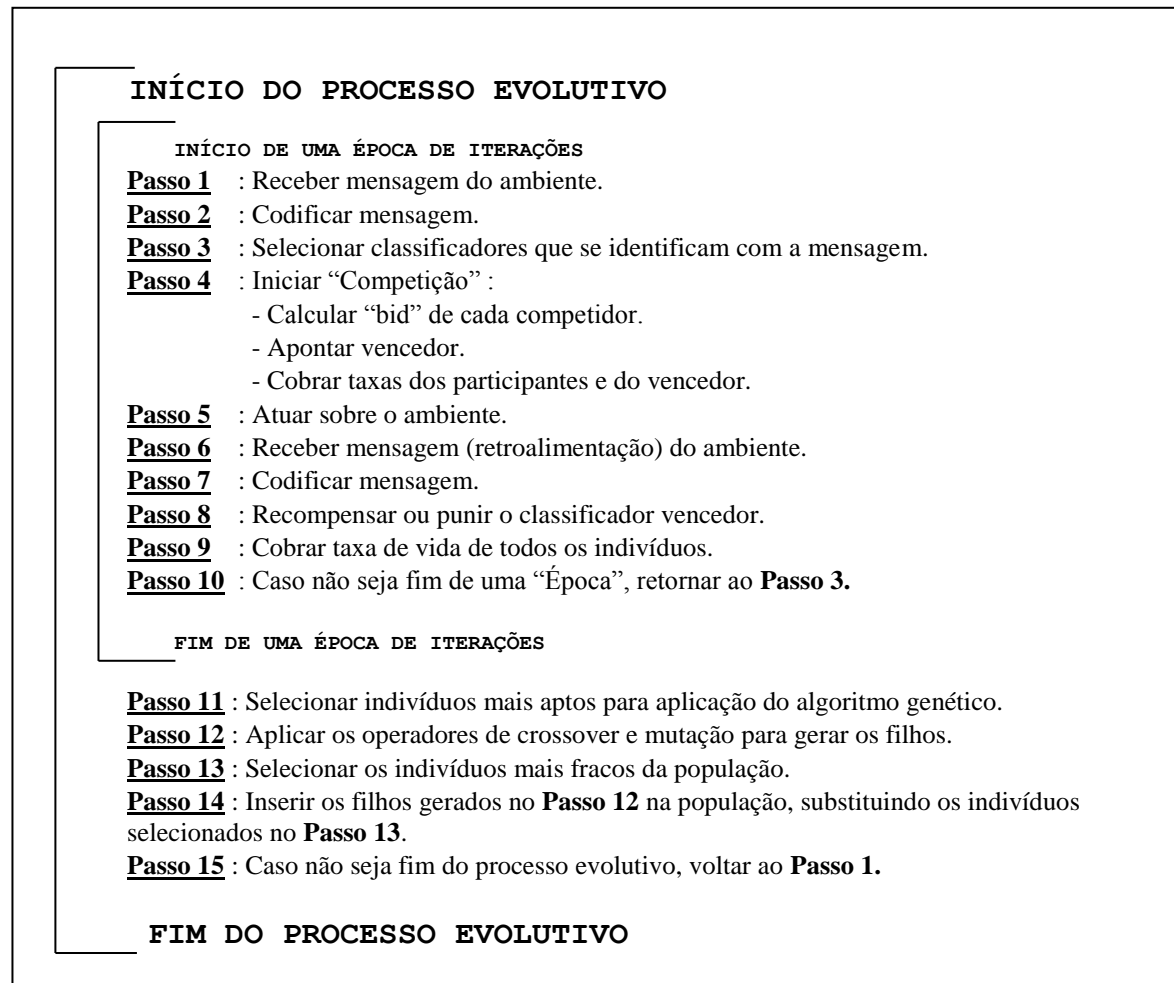 INÍCIO DO PROCESSO EVOLUTIVO
INÍCIO DE UMA ÉPOCA DE ITERAÇÕES
Passo 1 : Receber mensagem do ambiente.
Passo 2 : Codificar mensagem.
Passo 3 : Selecionar classificadores que se identificam com a mensagem.
Passo 4 : Iniciar “Competição” :
- Calcular “bid” de cada competidor.
- Apontar vencedor.
- Cobrar taxas dos participantes e do vencedor.
Passo 5 : Atuar sobre o ambiente.
Passo 6 : Receber mensagem (retroalimentação) do ambiente.
Passo 7 : Codificar mensagem.
Passo 8 : Recompensar ou punir o classificador vencedor.
Passo 9 : Cobrar taxa de vida de todos os indivíduos.
Passo 10 : Caso não seja fim de uma “Época”, retornar ao Passo 3.
FIM DE UMA ÉPOCA DE ITERAÇÕES
Passo 11 : Selecionar indivíduos mais aptos para aplicação do algoritmo genético.
Passo 12 : Aplicar os operadores de crossover e mutação para gerar os filhos.
Passo 13 : Selecionar os indivíduos mais fracos da população.
Passo 14 : Inserir os filhos gerados no Passo 12 na população, substituindo os indivíduos
selecionados no Passo 13.
Passo 15 : Caso não seja fim do processo evolutivo, voltar ao Passo 1.
FIM DO PROCESSO EVOLUTIVO